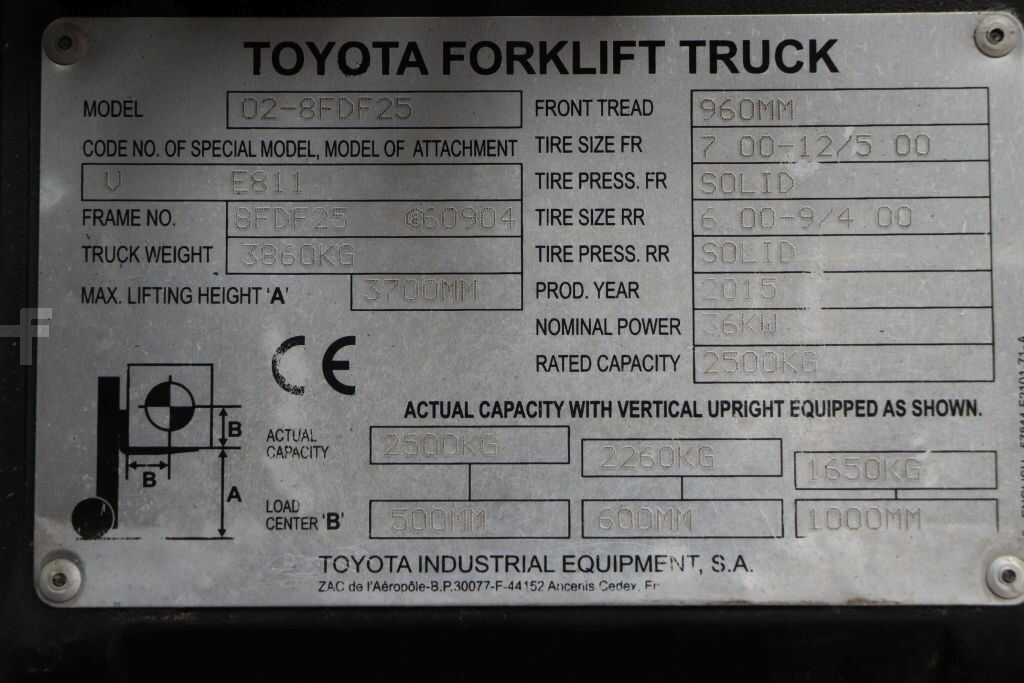 TOYOTA FORKLIFT TRUCK
MODEL 02-8FDF25
CODE NO. OF SPECIAL MODEL, MODEL OF ATTACHMENT
V E811
FRAME NO. 8FDF25 @60904
TRUCK WEIGHT 3860KG
MAX. LIFTING HEIGHT 'A' 3700MM
FRONT TREAD 960MM
TIRE SIZE FR 7 00-12/5 00
TIRE PRESS. FR SOLID
TIRE SIZE RR 6 00-9/4 00
TIRE PRESS. RR SOLID
PROD. YEAR 2015
NOMINAL POWER 36KW
RATED CAPACITY 2500KG
CE
ACTUAL CAPACITY WITH VERTICAL UPRIGHT EQUIPPED AS SHOWN.
B
B
A
ACTUAL CAPACITY 2500KG 2260KG 1650KG
LOAD CENTER 'B' 500MM 600MM 1000MM
TOYOTA INDUSTRIAL EQUIPMENT, S.A.
ZAC de l'Aéropôle-B.P.30077-F-44152 Ancenis Cedex, Fr